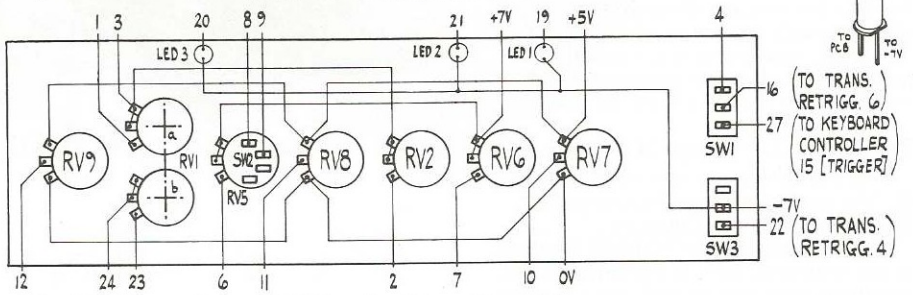 1 3 20 8 9 21 +7V 19 +5V 4
TO PCB
TO -7V
LED 3
LED 2
LED 1
16 (TO TRANS. RETRIGG. 6)
27 (TO KEYBOARD CONTROLLER 15 [TRIGGER])
SW1
a
RV9
RV1
SW2
RV5
RV8
RV2
RV6
RV7
b
-7V
22 (TO TRANS. RETRIGG. 4)
SW3
12 24 23 6 11 2 7 10 0V